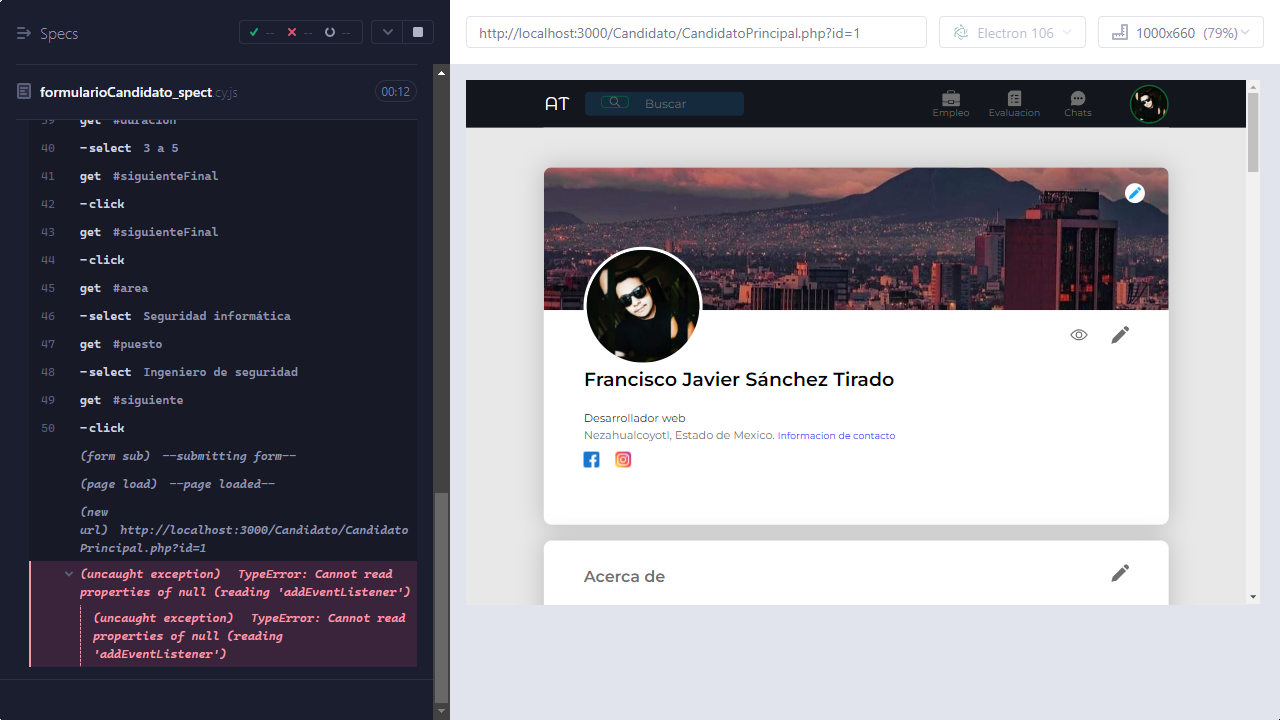 Specs
--
--
--
formularioCandidato_spect.cy.js
00:12
39 get #duracion
40 -select 3 a 5
41 get #siguienteFinal
42 -click
43 get #siguienteFinal
44 -click
45 get #area
46 -select Seguridad informática
47 get #puesto
48 -select Ingeniero de seguridad
49 get #siguiente
50 -click
(form sub) --submitting form--
(page load) --page loaded--
(new
url) http://localhost:3000/Candidato/Candidato
Principal.php?id=1
(uncaught exception) TypeError: Cannot read
properties of null (reading 'addEventListener')
(uncaught exception) TypeError: Cannot read
properties of null (reading
'addEventListener')
http://localhost:3000/Candidato/CandidatoPrincipal.php?id=1
Electron 106
1000x660 (79%)
AT
Buscar
Empleo
Evaluacion
Chats
Francisco Javier Sánchez Tirado
Desarrollador web
Nezahualcoyotl, Estado de Mexico. Informacion de contacto
Acerca de